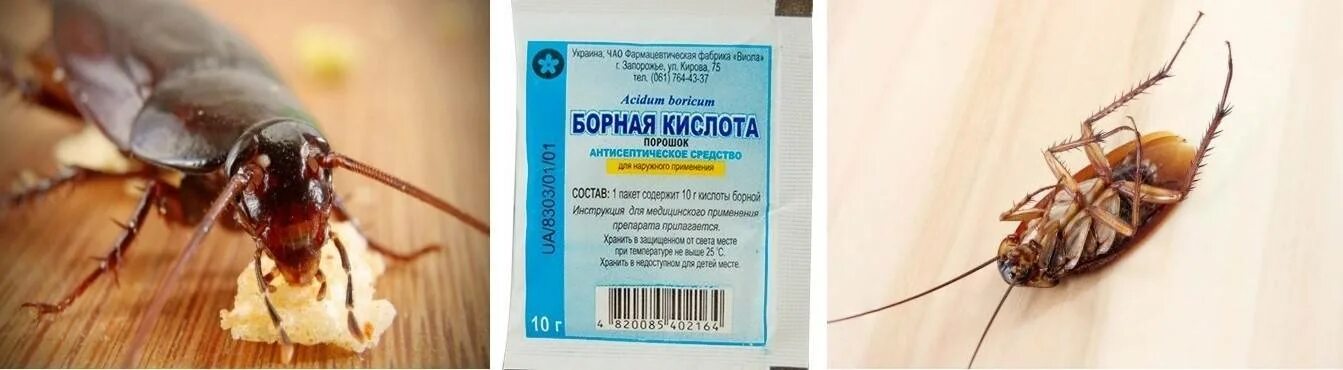 Украина, ЧАО Фармацевтическая фабрика «Виола»
г. Запорожье, ул. Кирова, 75
тел. (061) 764-43-37
Acidum boricum
БОРНАЯ КИСЛОТА
ПОРОШОК
АНТИСЕПТИЧЕСКОЕ СРЕДСТВО
для наружного применения
СОСТАВ: 1 пакет содержит 10 г кислоты борной
Инструкция для медицинского применения
препарата прилагается.
Хранить в защищенном от света месте
при температуре не выше 25 °С.
Хранить в недоступном для детей месте.
UA/8303/01/01
10 г
4 820085 402164